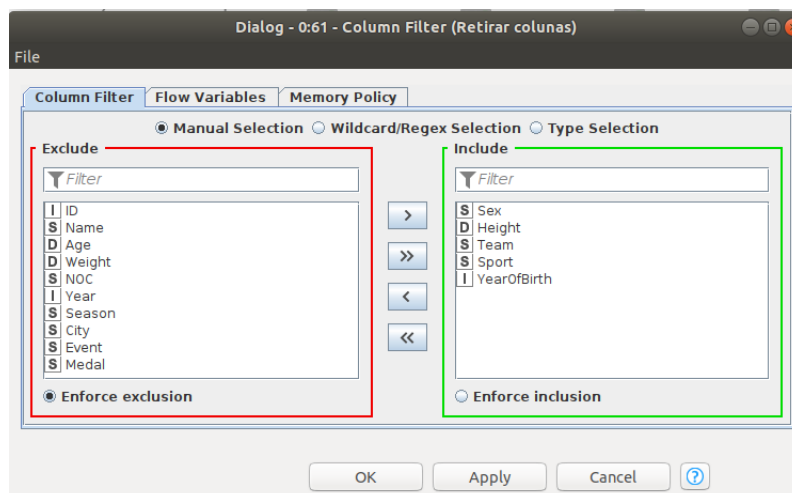 Dialog - 0:61 - Column Filter (Retirar colunas)
File
Column Filter Flow Variables Memory Policy
Manual Selection Wildcard/Regex Selection Type Selection
Exclude
Include
Filter
Filter
I ID
S Name
D Age
D Weight
S NOC
I Year
S Season
S City
S Event
S Medal
>
>>
<
<<
S Sex
D Height
S Team
S Sport
I YearOfBirth
Enforce exclusion
Enforce inclusion
OK Apply Cancel ?